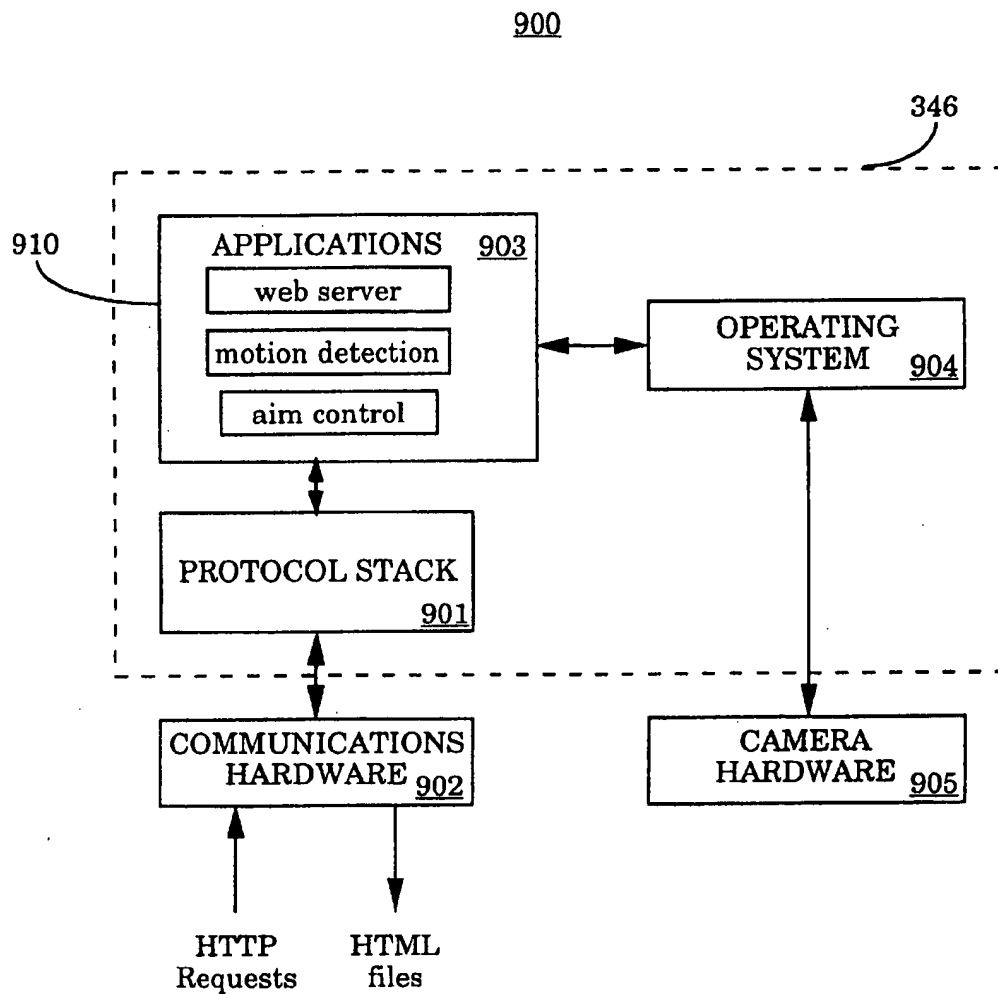 900
346
910
APPLICATIONS
903
web server
motion detection
aim control
OPERATING
SYSTEM
904
PROTOCOL STACK
901
COMMUNICATIONS
HARDWARE
902
CAMERA
HARDWARE
905
HTTP
Requests
HTML
files